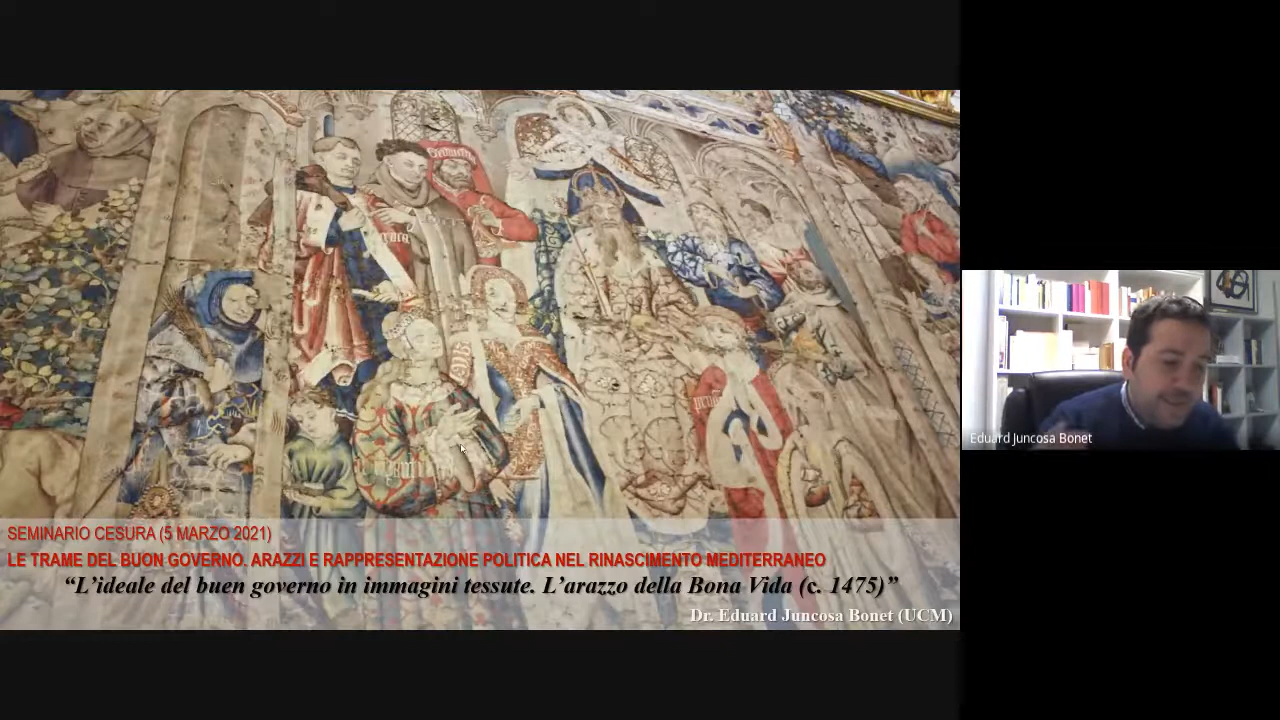 SEMINARIO CESURA (5 MARZO 2021)
LE TRAME DEL BUON GOVERNO. ARAZZI E RAPPRESENTAZIONE POLITICA NEL RINASCIMENTO MEDITERRANEO
“L’ideale del buen governo in immagini tessute. L’arazzo della Bona Vida (c. 1475)”
Dr. Eduard Juncosa Bonet (UCM)
Eduard Juncosa Bonet